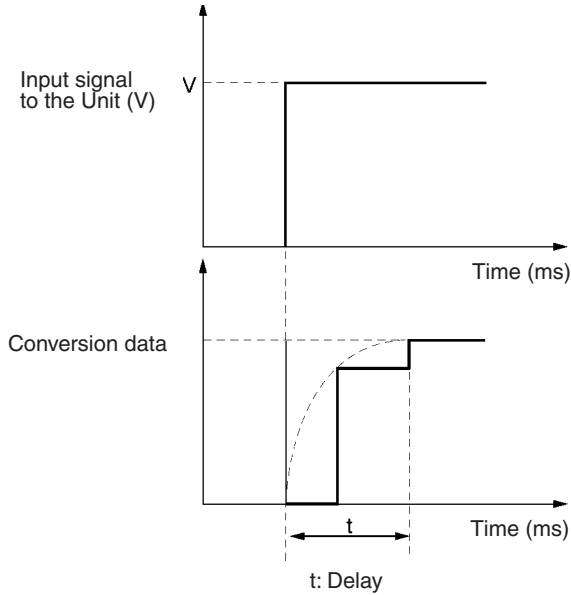 Input signal
to the Unit (V)
V
Time (ms)
Conversion data
t
Time (ms)
t: Delay